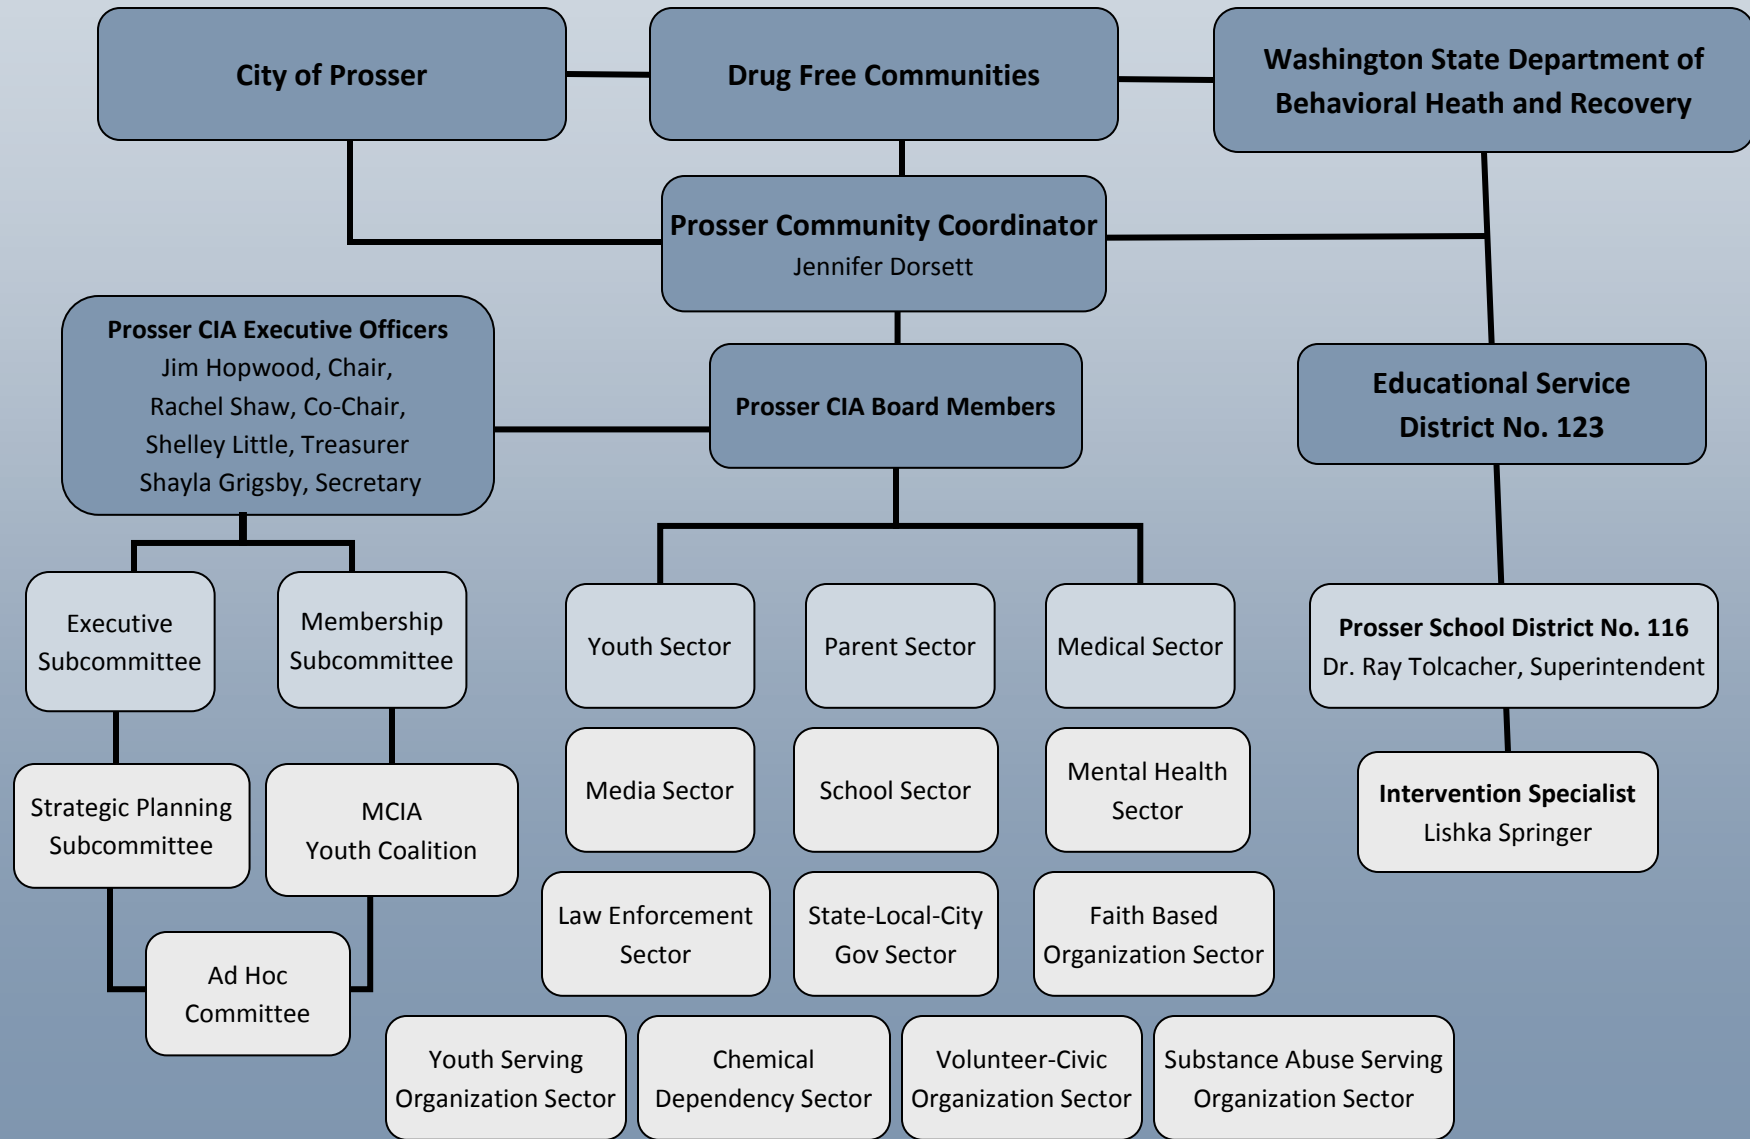 City of Prosser
Drug Free Communities
Washington State Department of
Behavioral Heath and Recovery
Prosser Community Coordinator
Jennifer Dorsett
Prosser CIA Executive Officers
Jim Hopwood, Chair,
Rachel Shaw, Co-Chair,
Shelley Little, Treasurer
Shayla Grigsby, Secretary
Prosser CIA Board Members
Educational Service
District No. 123
Executive
Subcommittee
Membership
Subcommittee
Youth Sector
Parent Sector
Medical Sector
Prosser School District No. 116
Dr. Ray Tolcacher, Superintendent
Strategic Planning
Subcommittee
MCIA
Youth Coalition
Media Sector
School Sector
Mental Health
Sector
Intervention Specialist
Lishka Springer
Law Enforcement
Sector
State-Local-City
Gov Sector
Faith Based
Organization Sector
Ad Hoc
Committee
Youth Serving
Organization Sector
Chemical
Dependency Sector
Volunteer-Civic
Organization Sector
Substance Abuse Serving
Organization Sector